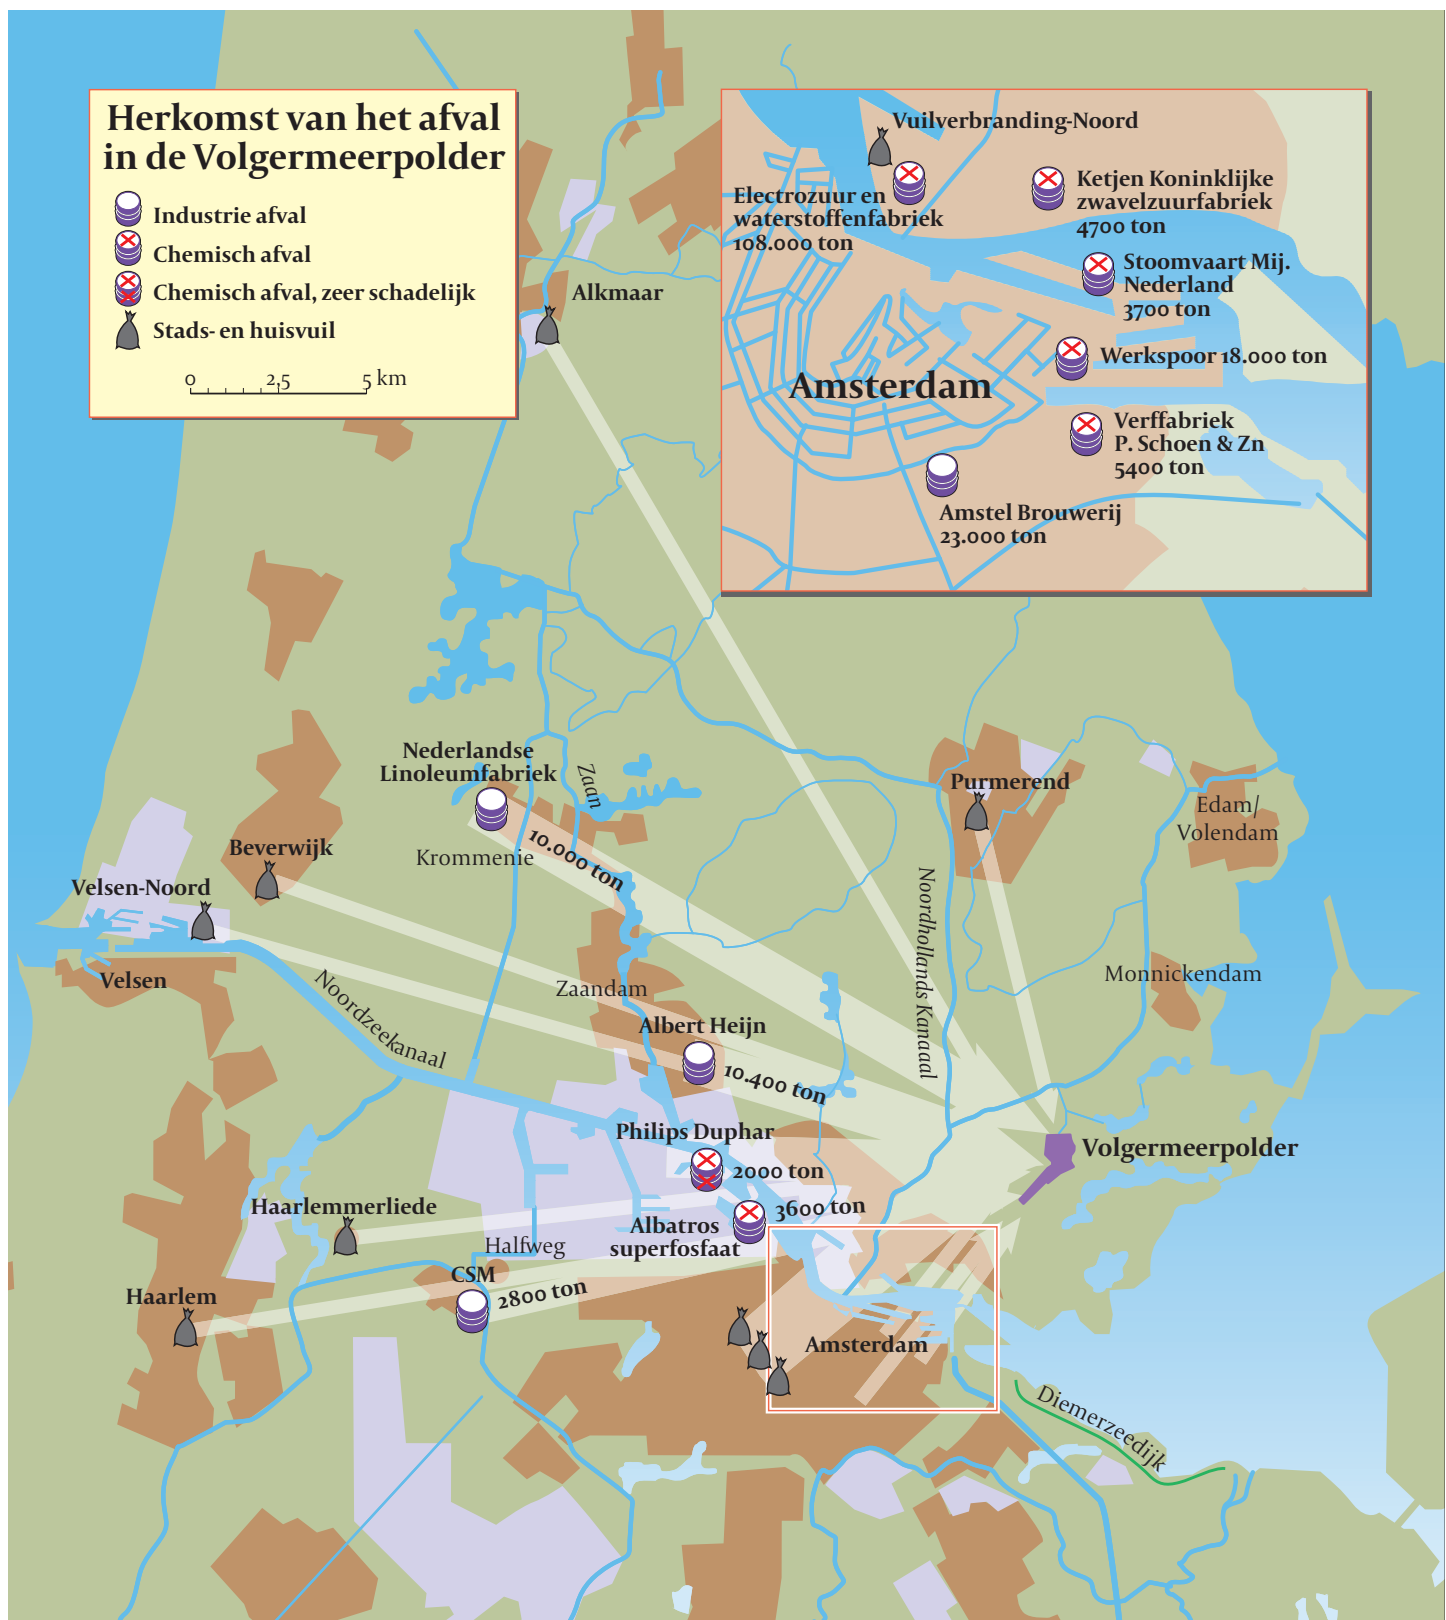 Herkomst van het afval
in de Volgermeerpolder
Industrie afval
Chemisch afval
Chemisch afval, zeer schadelijk
Stads- en huisvuil
0 2,5 5 km
Vuilverbranding-Noord
Electrozuur en
waterstoffenfabriek
108.000 ton
Ketjen Koninklijke
zwavelzuurfabriek
4700 ton
Stoomvaart Mij.
Nederland
3700 ton
Werkspoor 18.000 ton
Amsterdam
Verffabriek
P. Schoen & Zn
5400 ton
Amstel Brouwerij
23.000 ton
Alkmaar
Nederlandse
Linoleumfabriek
Zaan
10.000 ton
Krommenie
Purmerend
Edam/
Volendam
Beverwijk
Velsen-Noord
Velsen
Noordzeekanaal
Zaandam
Noordhollands Kanaaal
Monnickendam
Albert Heijn
10.400 ton
Philips Duphar
2000 ton
Volgermeerpolder
Haarlemmerliede
3600 ton
Albatros
superfosfaat
Halfweg
CSM
2800 ton
Haarlem
Amsterdam
Diemerzeedijk